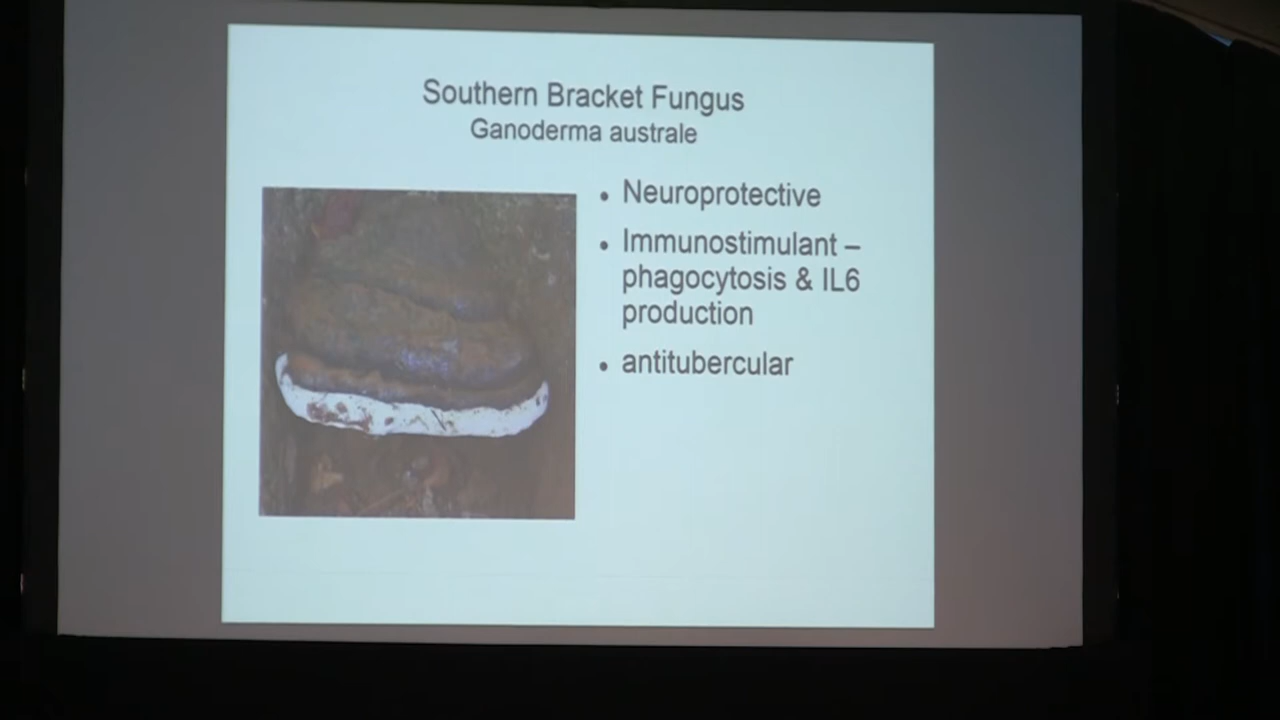 Southern Bracket Fungus
Ganoderma australe
• Neuroprotective
• Immunostimulant –
phagocytosis & IL6
production
• antitubercular